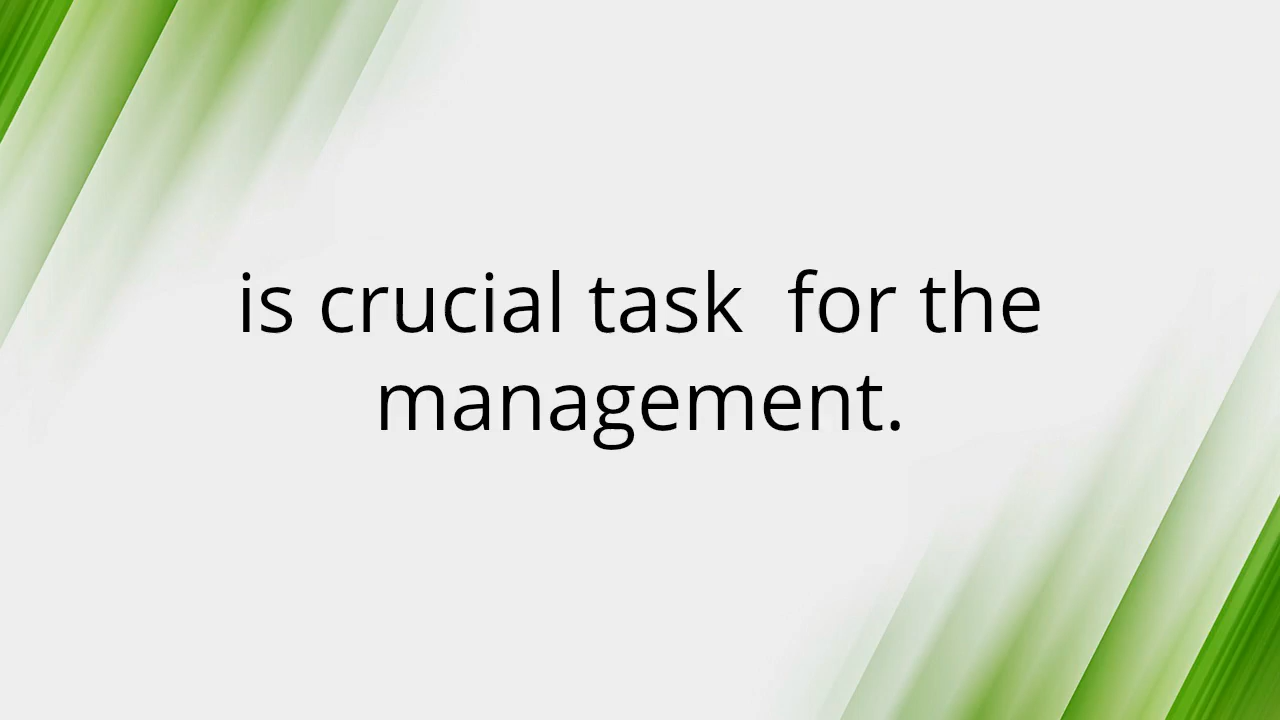 is crucial task  for the
management.